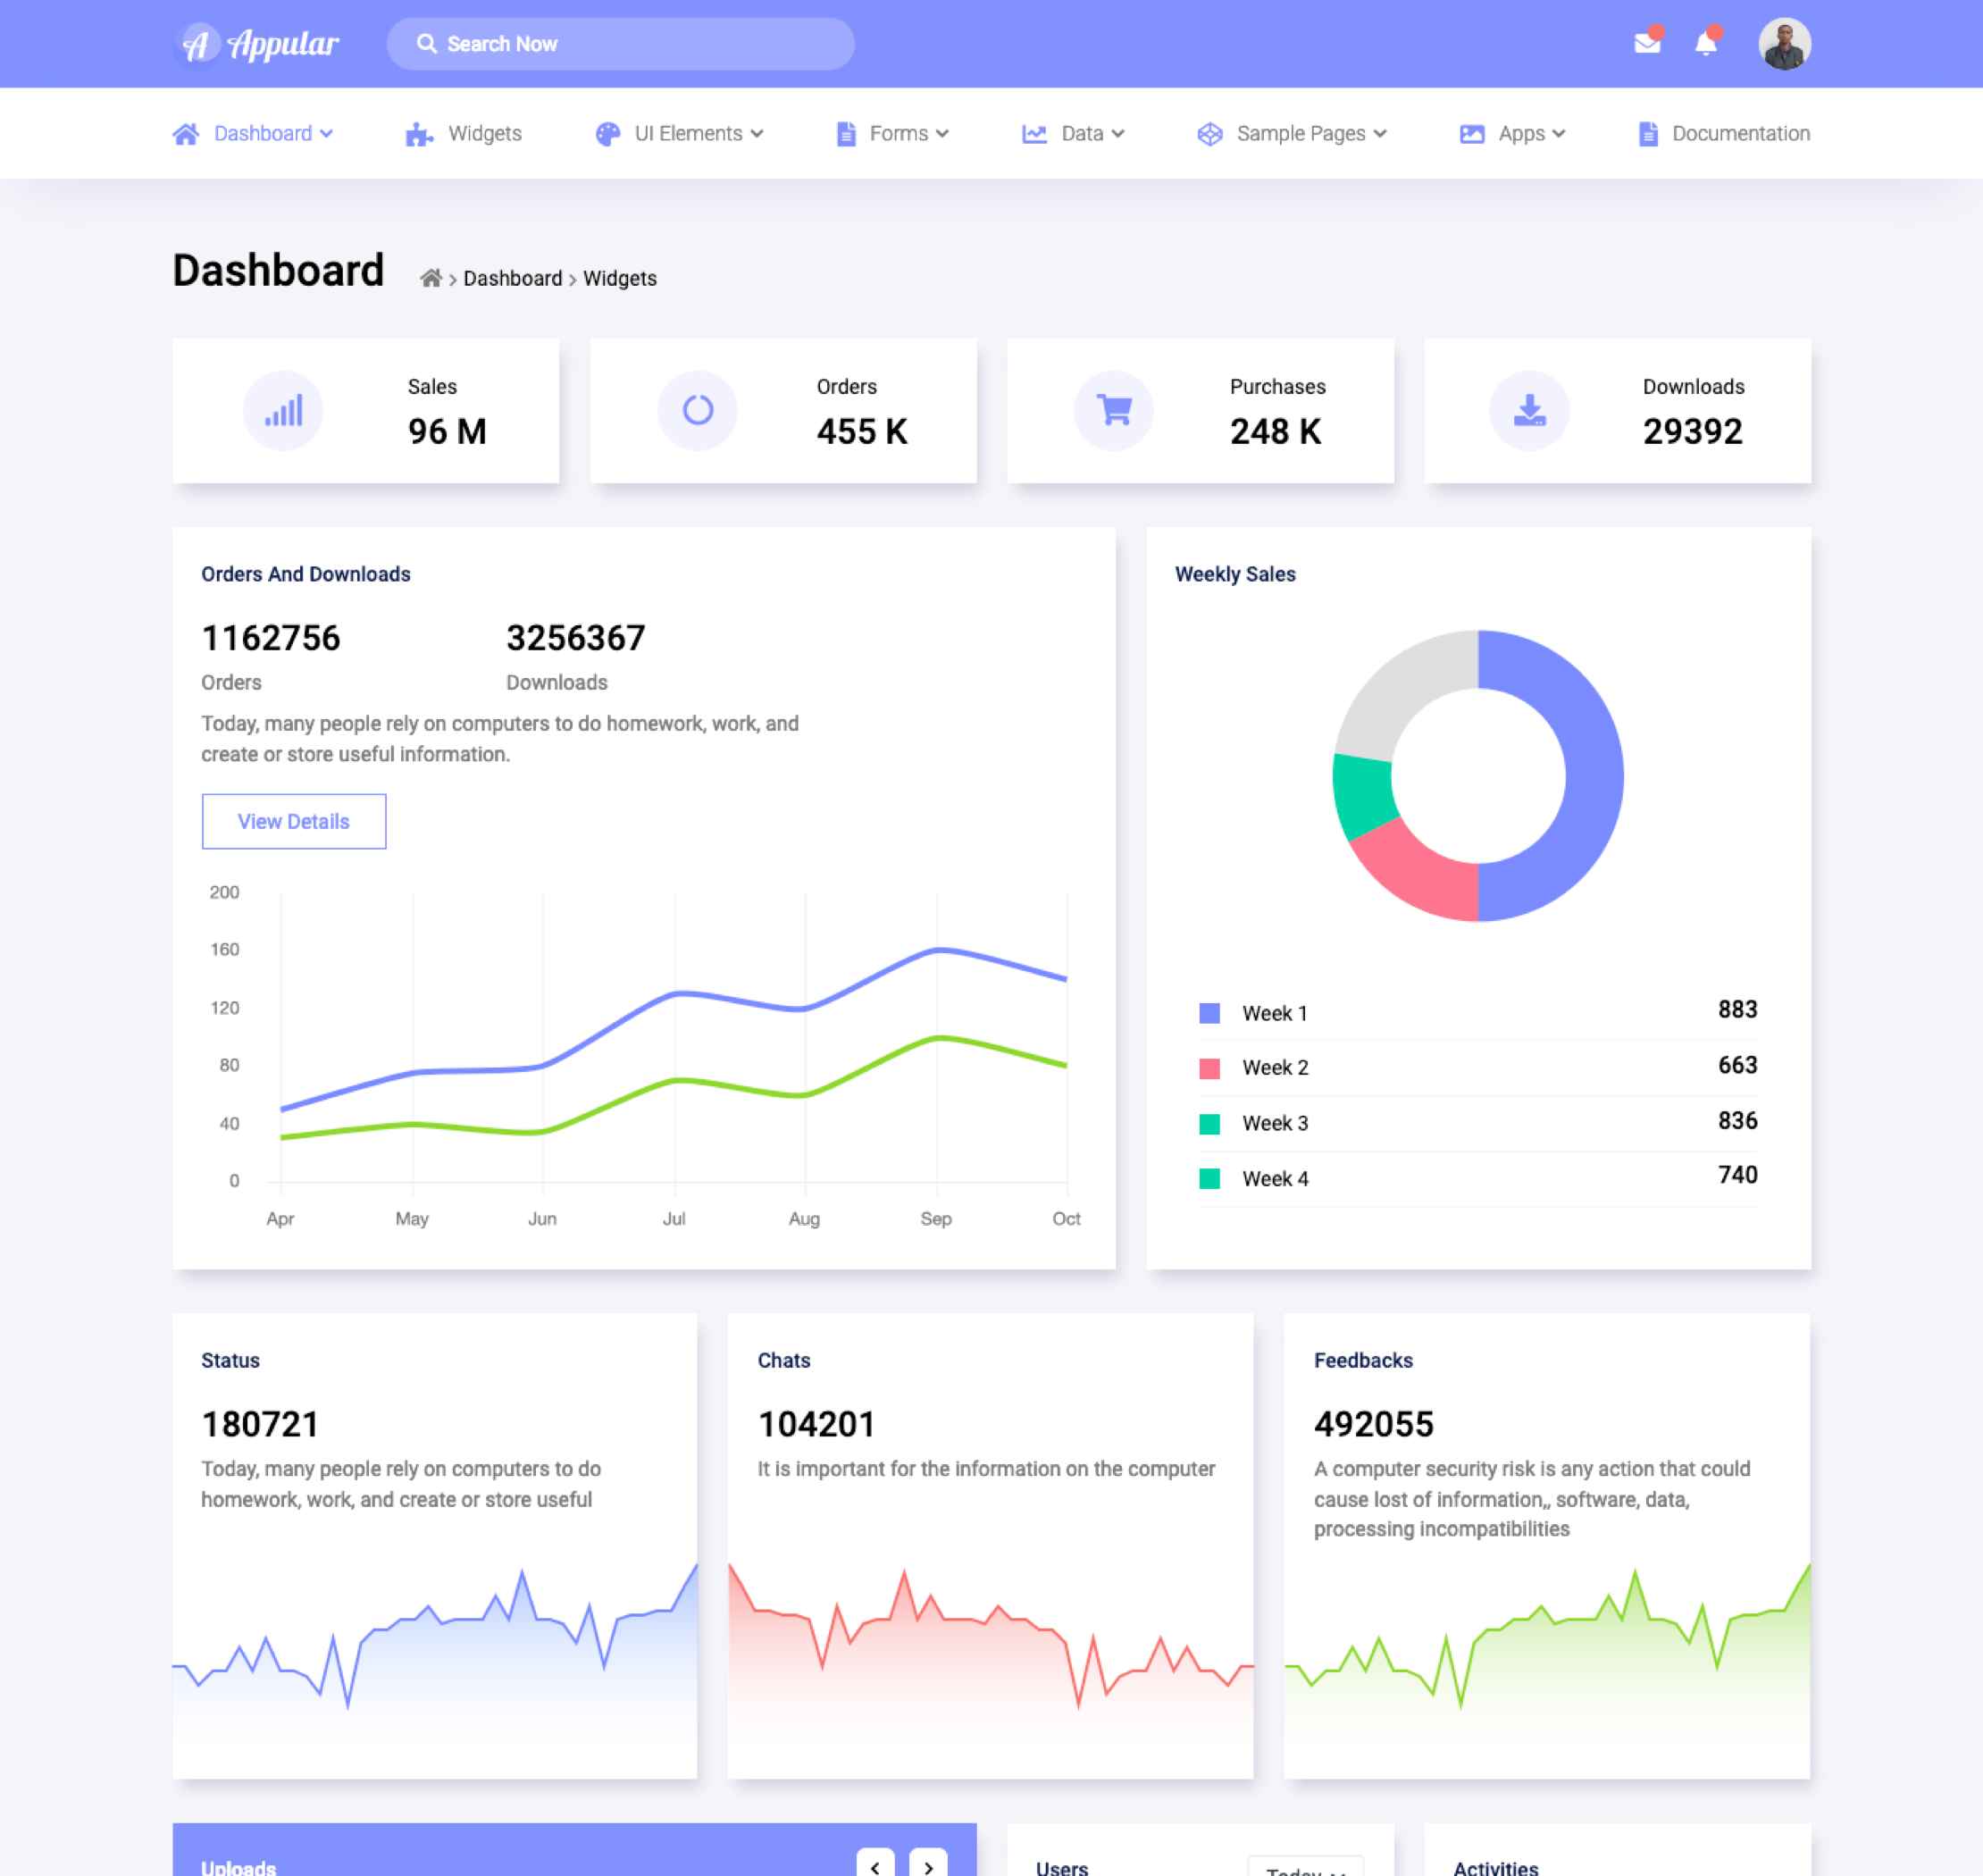 A Appular
Search Now
Dashboard
Widgets
UI Elements
Forms
Data
Sample Pages
Apps
Documentation
Dashboard
Dashboard > Widgets
Sales
96 M
Orders
455 K
Purchases
248 K
Downloads
29392
Orders And Downloads
1162756
Orders
3256367
Downloads
Today, many people rely on computers to do homework, work, and
create or store useful information.
View Details
200
160
120
80
40
0
Apr May Jun Jul Aug Sep Oct
Weekly Sales
Week 1 883
Week 2 663
Week 3 836
Week 4 740
Status
180721
Today, many people rely on computers to do
homework, work, and create or store useful
Chats
104201
It is important for the information on the computer
Feedbacks
492055
A computer security risk is any action that could
cause lost of information,, software, data,
processing incompatibilities
Uploads
Users
Today
Activities